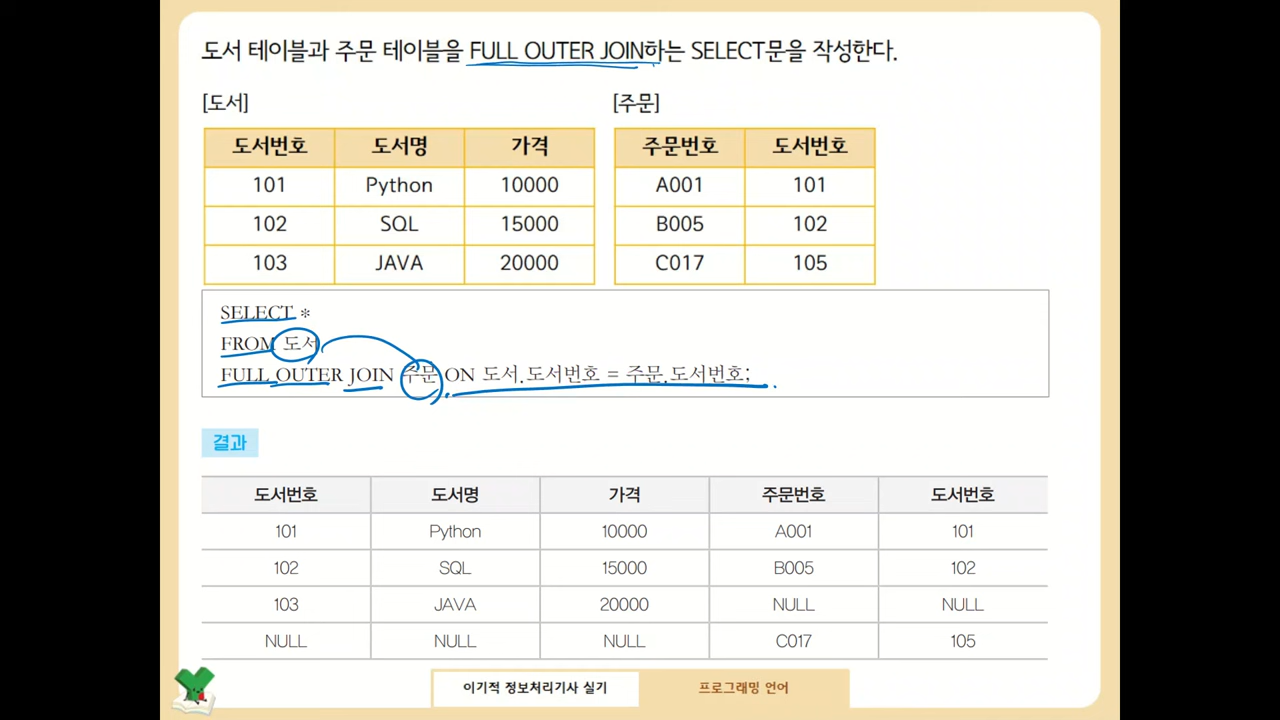 도서 테이블과 주문 테이블을 FULL OUTER JOIN하는 SELECT문을 작성한다.
[도서] [주문]
도서번호 도서명 가격 주문번호 도서번호
101 Python 10000 A001 101
102 SQL 15000 B005 102
103 JAVA 20000 C017 105
SELECT *
FROM 도서
FULL OUTER JOIN 주문 ON 도서.도서번호 = 주문.도서번호;
결과
도서번호 도서명 가격 주문번호 도서번호
101 Python 10000 A001 101
102 SQL 15000 B005 102
103 JAVA 20000 NULL NULL
NULL NULL NULL C017 105
이기적 정보처리기사 실기 프로그래밍 언어